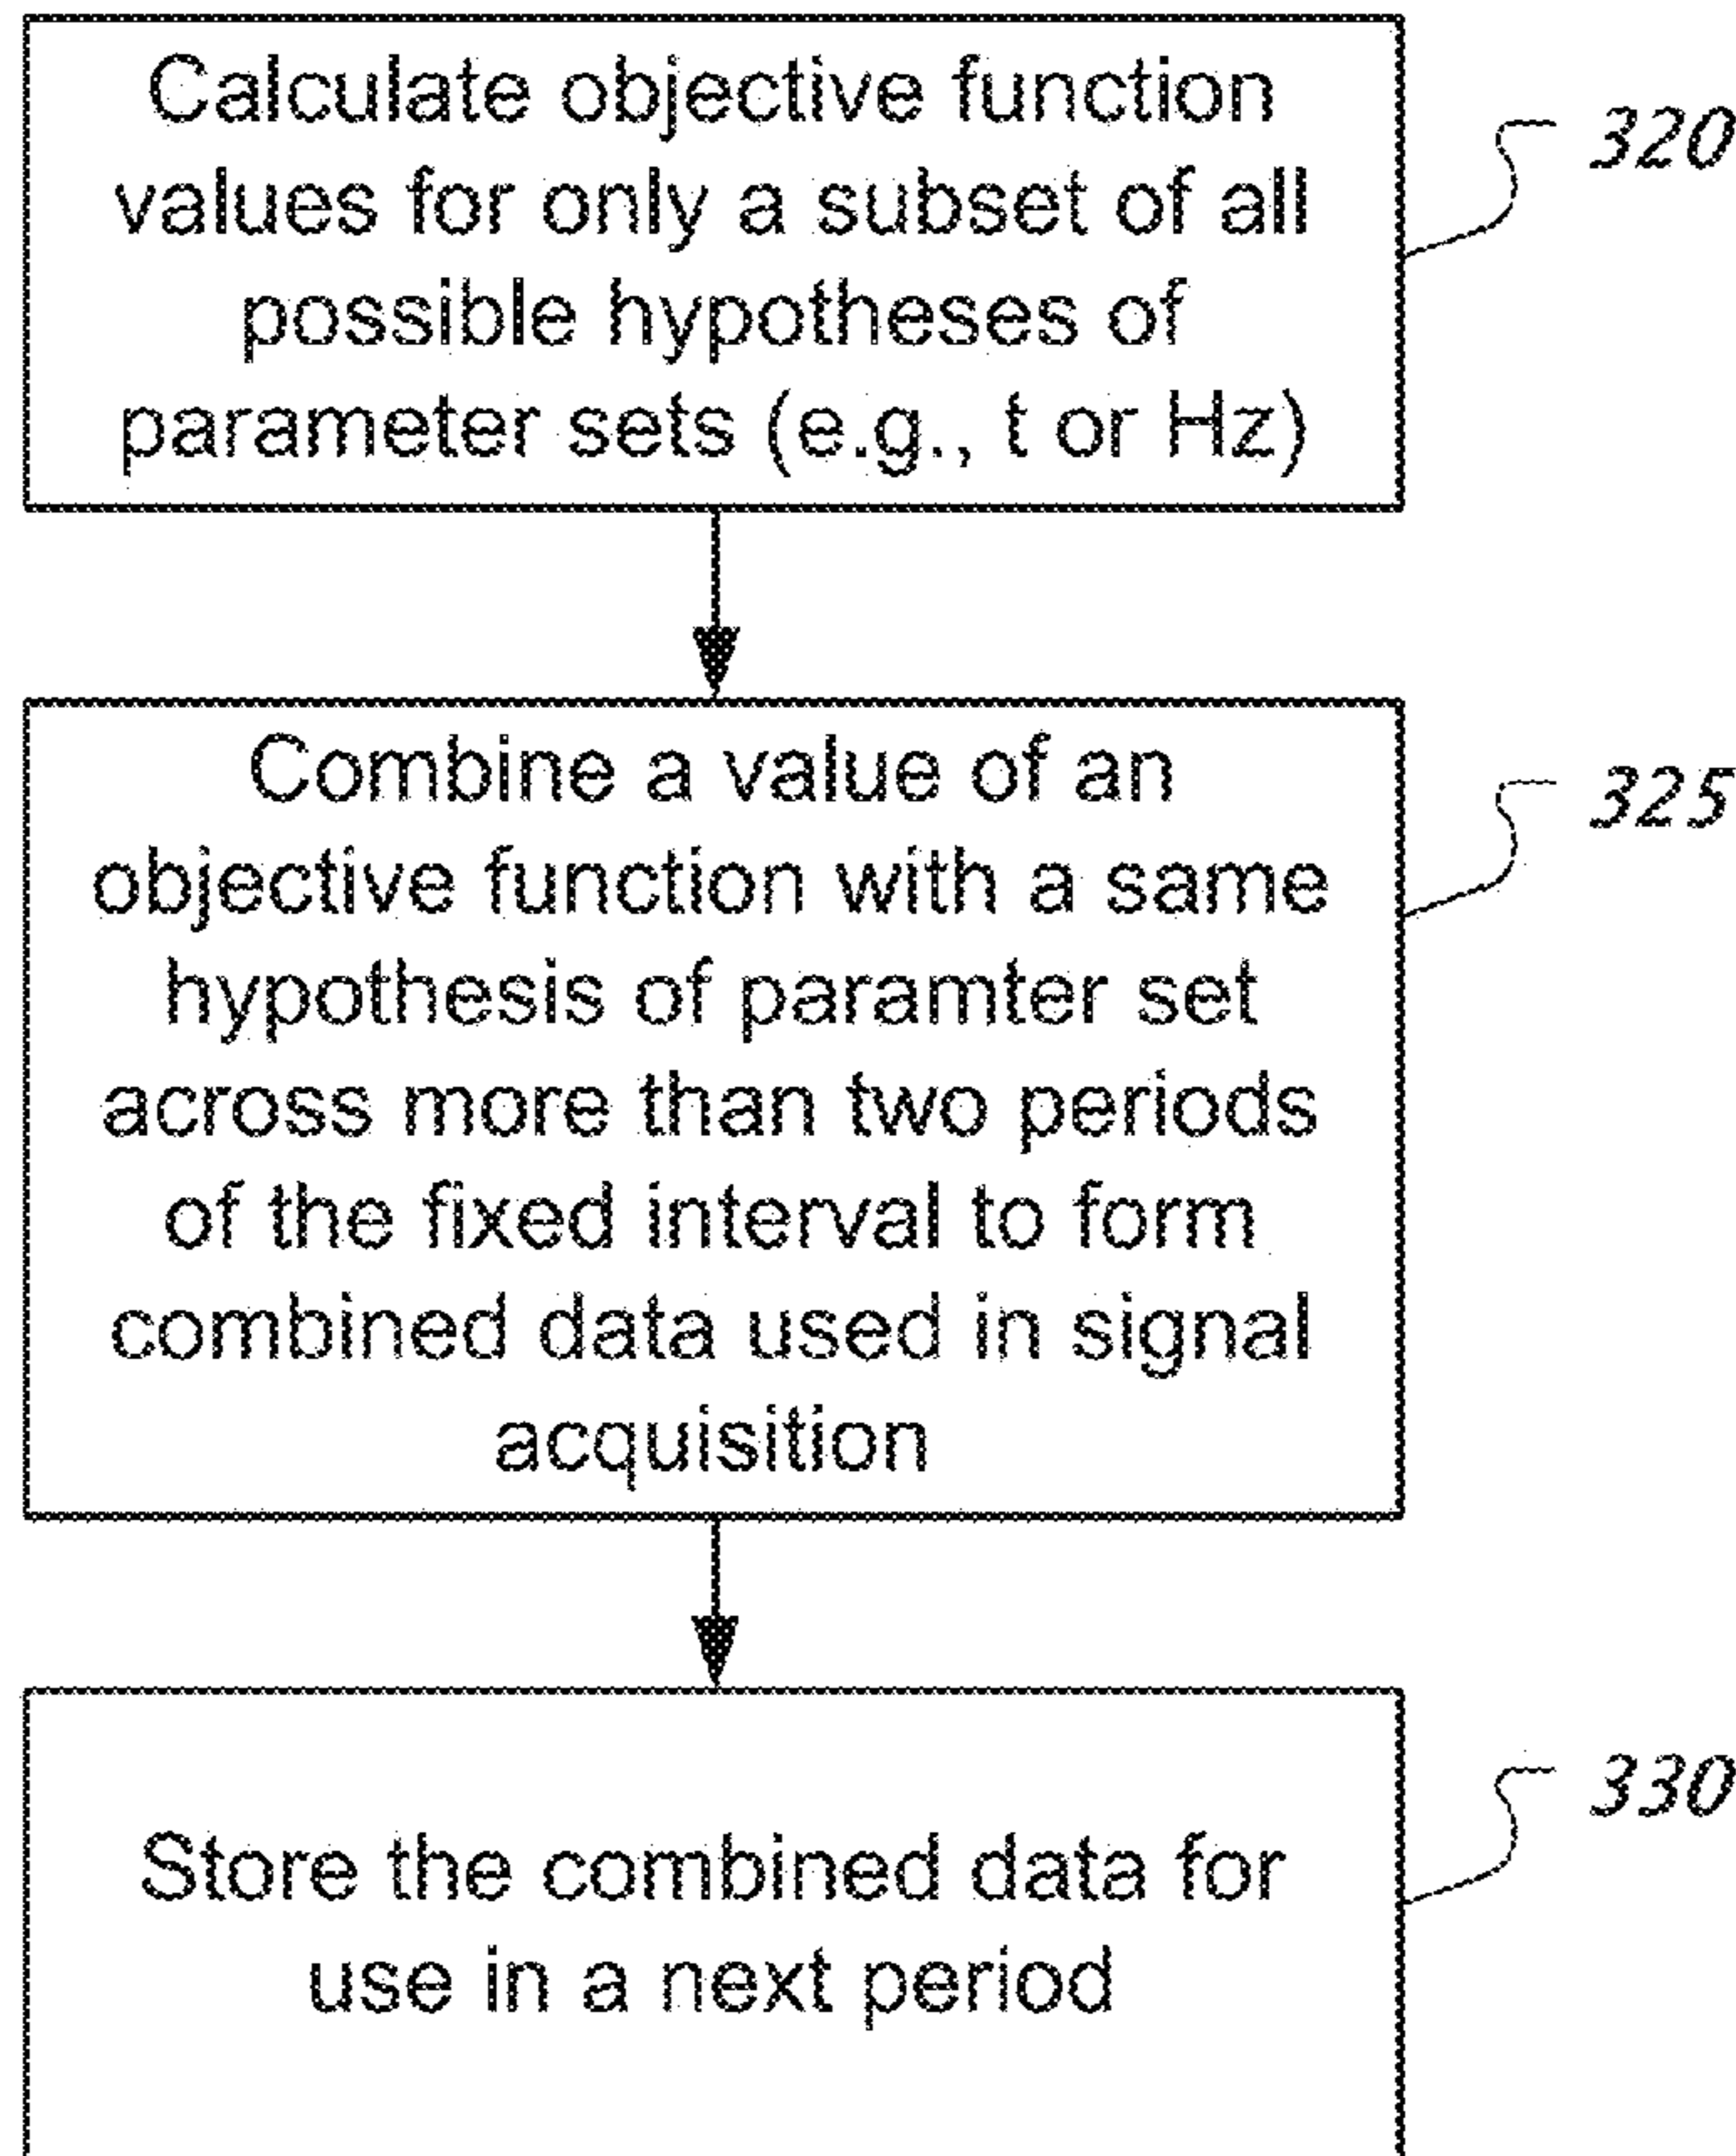 Calculate objective function
values for only a subset of all
possible hypotheses of
parameter sets (e.g., t or Hz)
320
Combine a value of an
objective function with a same
hypothesis of paramter set
across more than two periods
of the fixed interval to form
combined data used in signal
acquisition
325
Store the combined data for
use in a next period
330